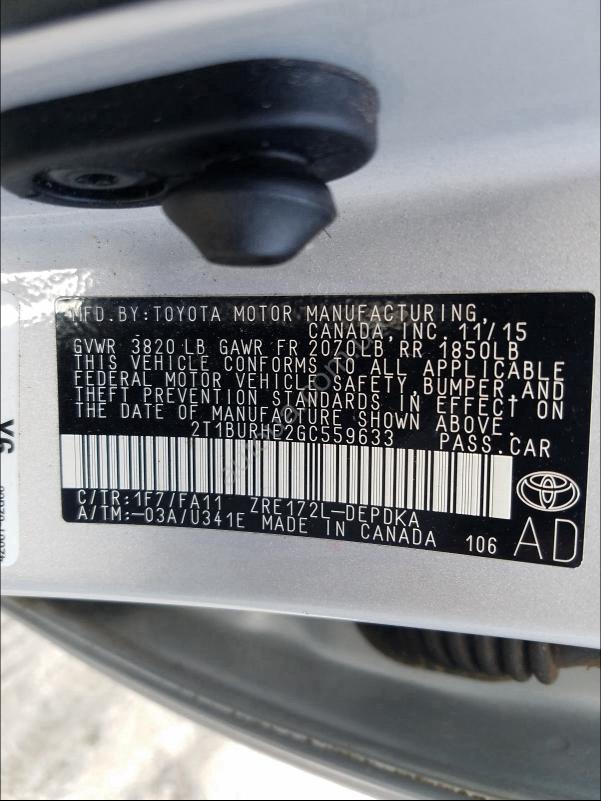 MFD.BY:TOYOTA MOTOR MANUFACTURING,
CANADA, INC. 11/15
GVWR 3820 LB GAWR FR 2070LB RR 1850LB
THIS VEHICLE CONFORMS TO ALL APPLICABLE
FEDERAL MOTOR VEHICLE SAFETY, BUMPER, AND
THEFT PREVENTION STANDARDS IN EFFECT ON
THE DATE OF MANUFACTURE SHOWN ABOVE.
2T1BURHE2GC559633 PASS.CAR
C/TR:1F7/FA11 ZRE172L-DEPDKA
A/TM:-03A/U341E MADE IN CANADA 106 AD